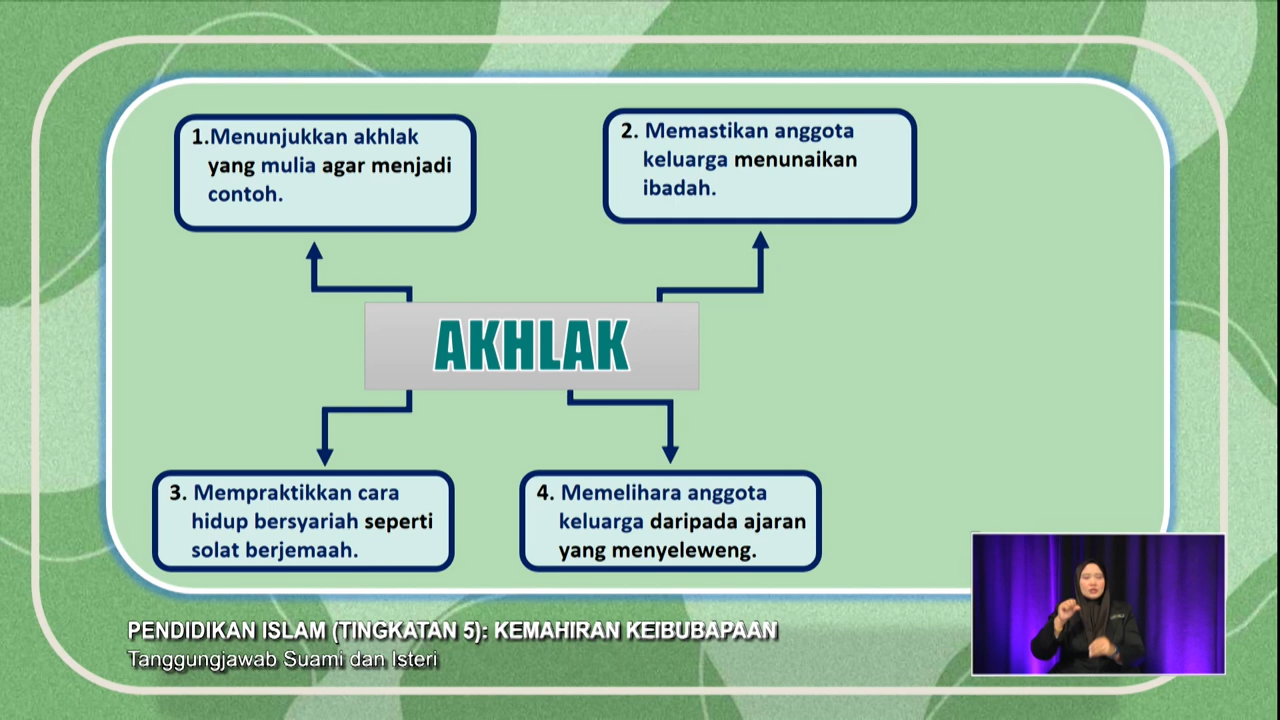 1.Menunjukkan akhlak
yang mulia agar menjadi
contoh.
2. Memastikan anggota
keluarga menunaikan
ibadah.
AKHLAK
3. Mempraktikkan cara
hidup bersyariah seperti
solat berjemaah.
4. Memelihara anggota
keluarga daripada ajaran
yang menyeleweng.
PENDIDIKAN ISLAM (TINGKATAN 5): KEMAHIRAN KEIBUBAPAAN
Tanggungjawab Suami dan Isteri